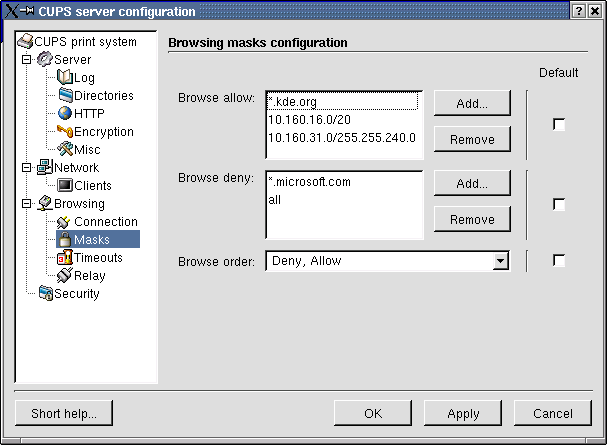 CUPS server configuration
CUPS print system
Server
Log
Directories
HTTP
Encryption
Misc
Network
Clients
Browsing
Connection
Masks
Timeouts
Relay
Security
Browsing masks configuration
Default
Browse allow:
*.kde.org
10.160.16.0/20
10.160.31.0/255.255.240.0
Add...
Remove
Browse deny:
*.microsoft.com
all
Add...
Remove
Browse order:
Deny, Allow
Short help...
OK
Apply
Cancel